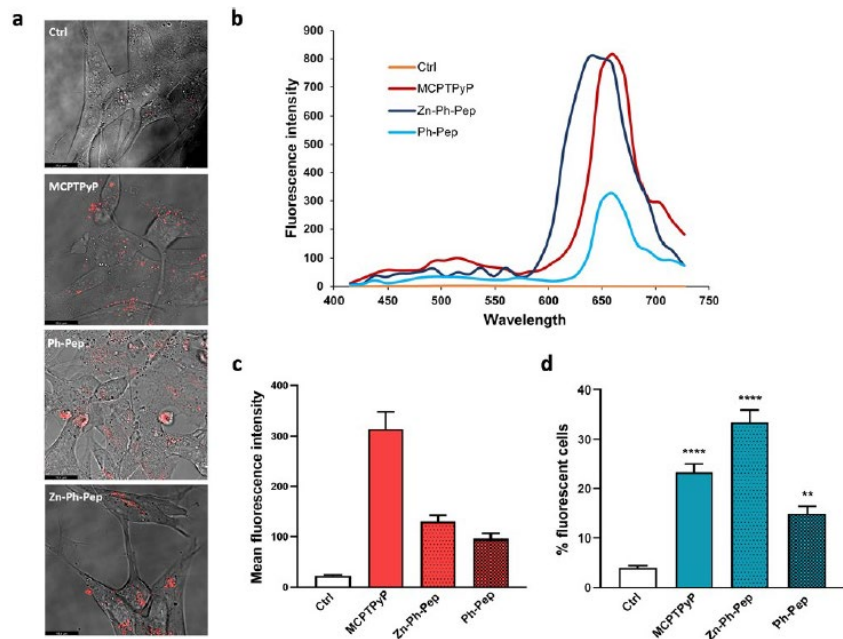 a
Ctrl
MCPTPyP
Ph-Pep
Zn-Ph-Pep
b
Fluorescence intensity
900
800
700
600
500
400
300
200
100
0
Ctrl
MCPTPyP
Zn-Ph-Pep
Ph-Pep
400 450 500 550 600 650 700 750
Wavelength
c
Mean fluorescence intensity
400
300
200
100
0
Ctrl
MCPTPyP
Zn-Ph-Pep
Ph-Pep
d
% fluorescent cells
40
30
20
10
0
****
****
**
Ctrl
MCPTPyP
Zn-Ph-Pep
Ph-Pep